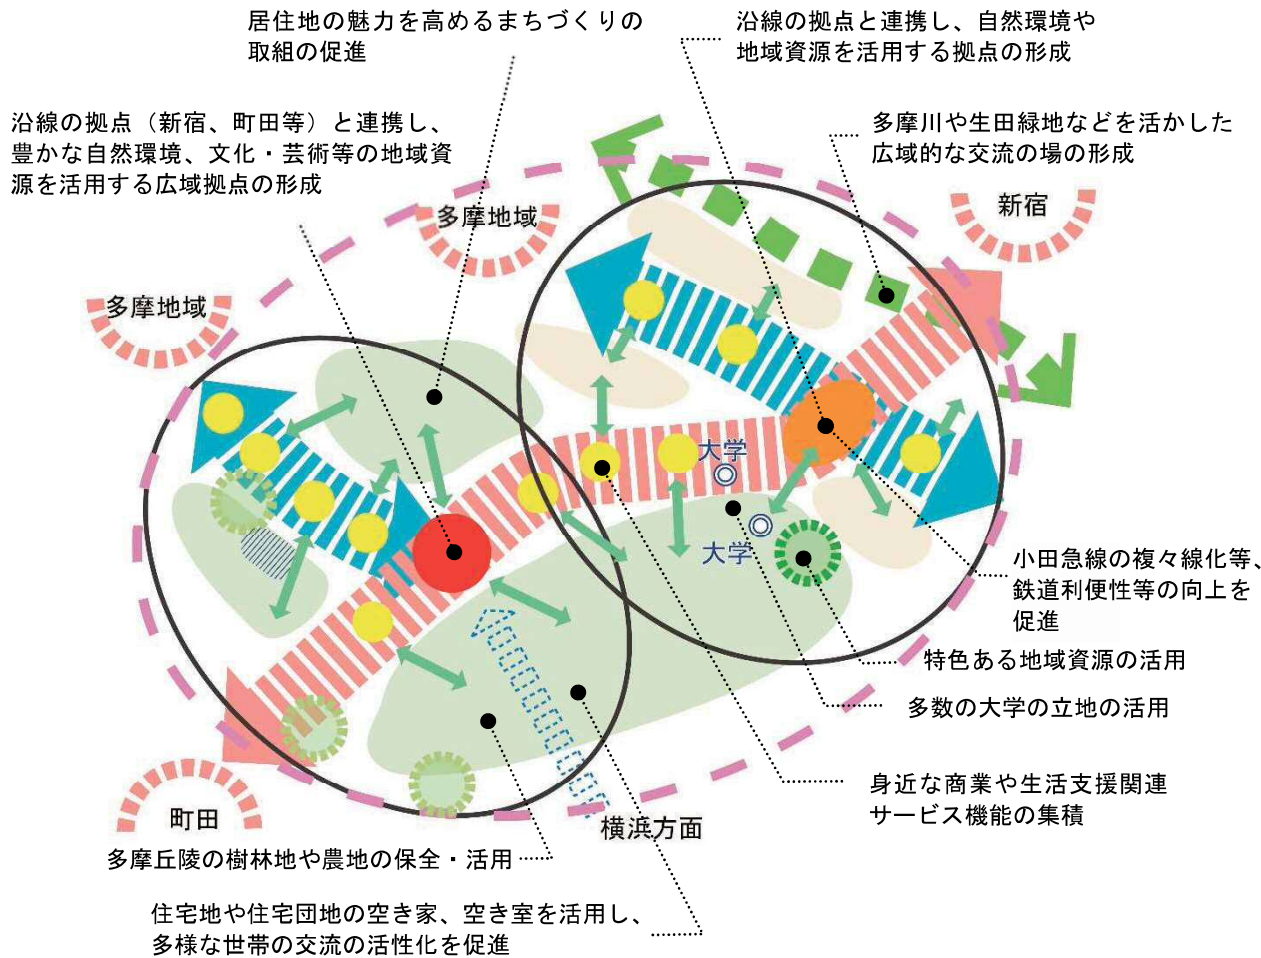 居住地の魅力を高めるまちづくりの
取組の促進
沿線の拠点と連携し、自然環境や
地域資源を活用する拠点の形成
沿線の拠点（新宿、町田等）と連携し、
豊かな自然環境、文化・芸術等の地域資
源を活用する広域拠点の形成
多摩川や生田緑地などを活かした
広域的な交流の場の形成
新宿
多摩地域
多摩地域
大学
大学
小田急線の複々線化等、
鉄道利便性等の向上を
促進
特色ある地域資源の活用
多数の大学の立地の活用
身近な商業や生活支援関連
サービス機能の集積
町田
横浜方面
多摩丘陵の樹林地や農地の保全・活用
住宅地や住宅団地の空き家、空き室を活用し、
多様な世帯の交流の活性化を促進